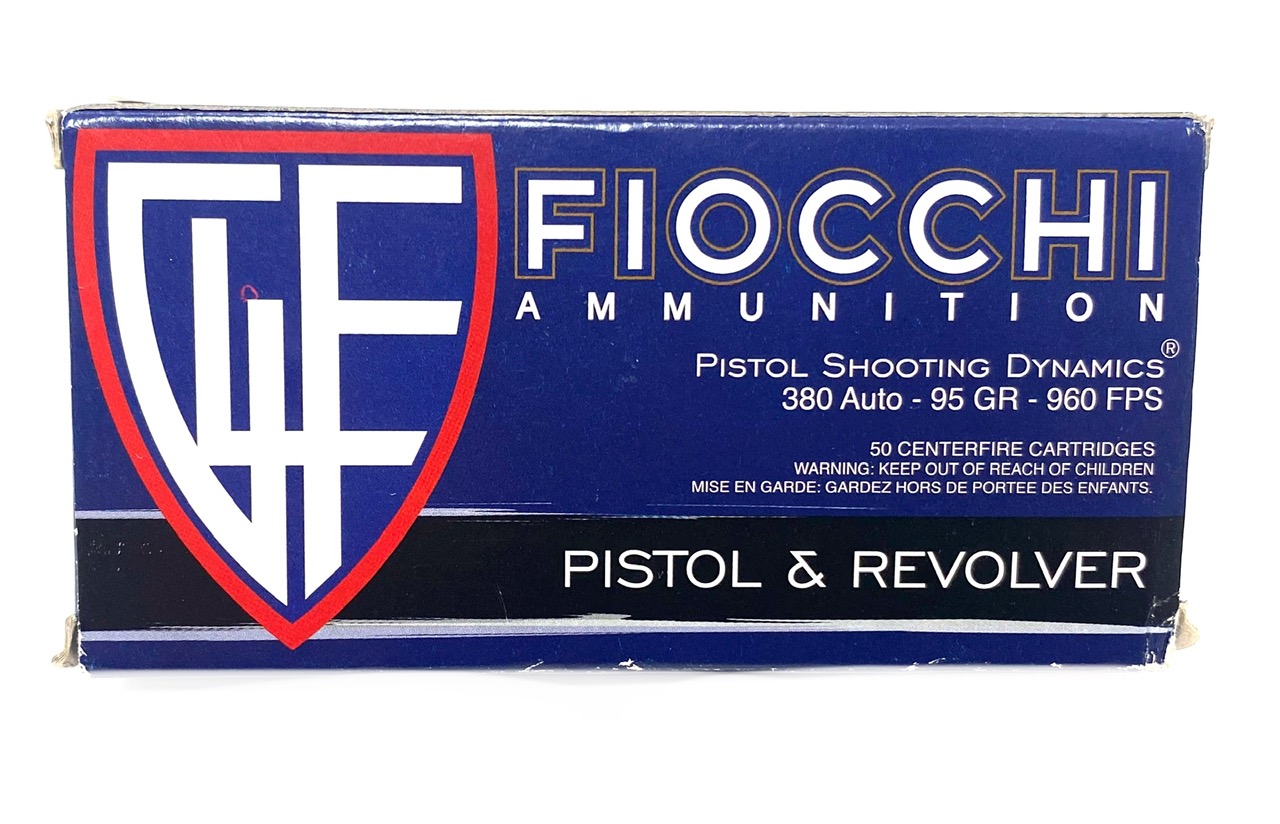 GF
FIOCCHI
AMMUNITION
PISTOL SHOOTING DYNAMICS®
380 Auto - 95 GR - 960 FPS
50 CENTERFIRE CARTRIDGES
WARNING: KEEP OUT OF REACH OF CHILDREN
MISE EN GARDE: GARDEZ HORS DE PORTEE DES ENFANTS.
PISTOL & REVOLVER